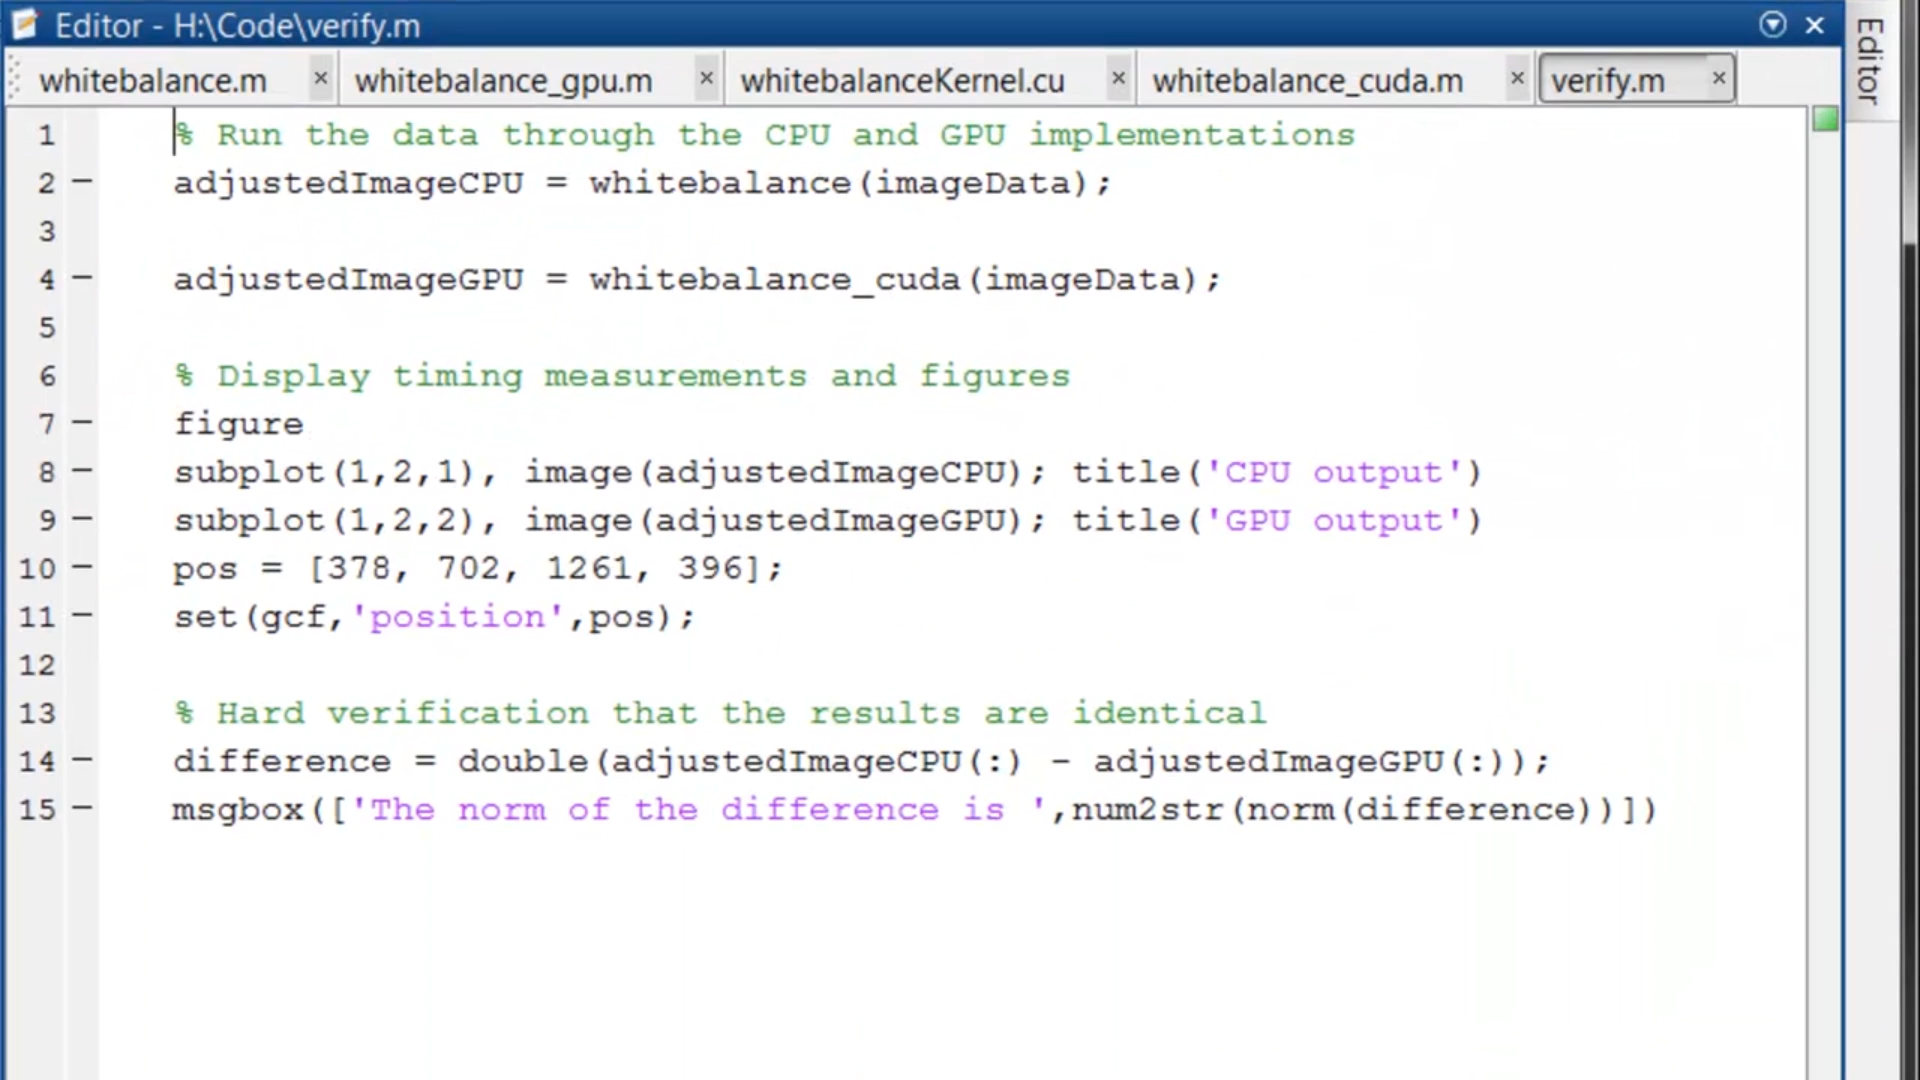 Editor - H:\Code\verify.m
whitebalance.m × whitebalance_gpu.m × whitebalanceKernel.cu × whitebalance_cuda.m × verify.m ×
Editor
1 % Run the data through the CPU and GPU implementations
2 - adjustedImageCPU = whitebalance(imageData);
3
4 - adjustedImageGPU = whitebalance_cuda(imageData);
5
6 % Display timing measurements and figures
7 - figure
8 - subplot(1,2,1), image(adjustedImageCPU); title('CPU output')
9 - subplot(1,2,2), image(adjustedImageGPU); title('GPU output')
10 - pos = [378, 702, 1261, 396];
11 - set(gcf,'position',pos);
12
13 % Hard verification that the results are identical
14 - difference = double(adjustedImageCPU(:) - adjustedImageGPU(:));
15 - msgbox(['The norm of the difference is ',num2str(norm(difference))])